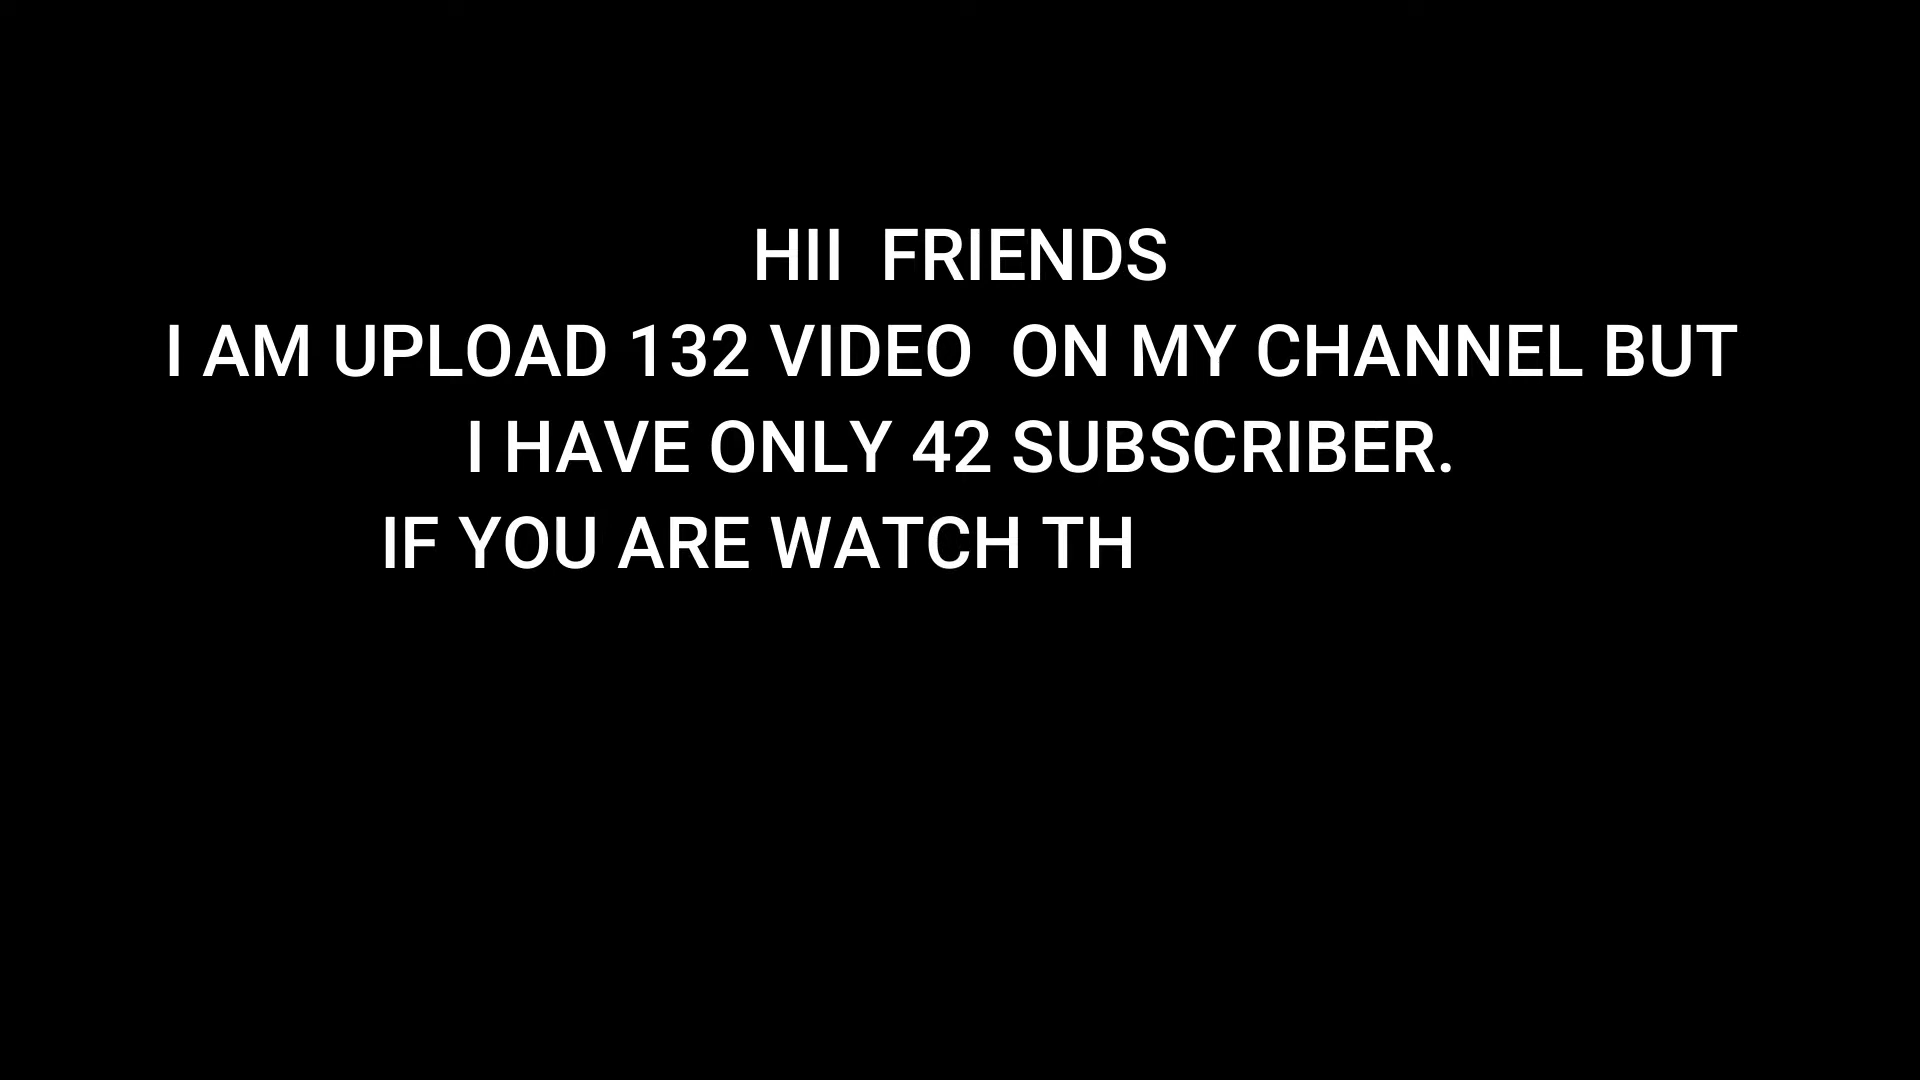 HII  FRIENDS
I AM UPLOAD 132 VIDEO  ON MY CHANNEL BUT
I HAVE ONLY 42 SUBSCRIBER.
IF YOU ARE WATCH TH